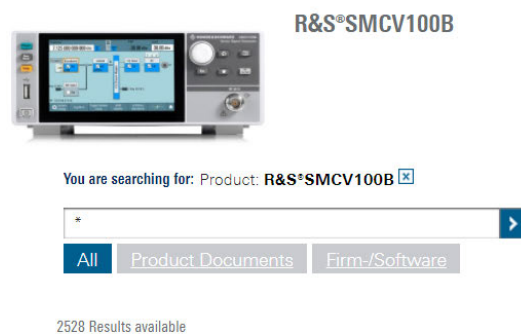 R&S®SMCV100B
You are searching for: Product: R&S®SMCV100B
*
All Product Documents Firm-/Software
2528 Results available